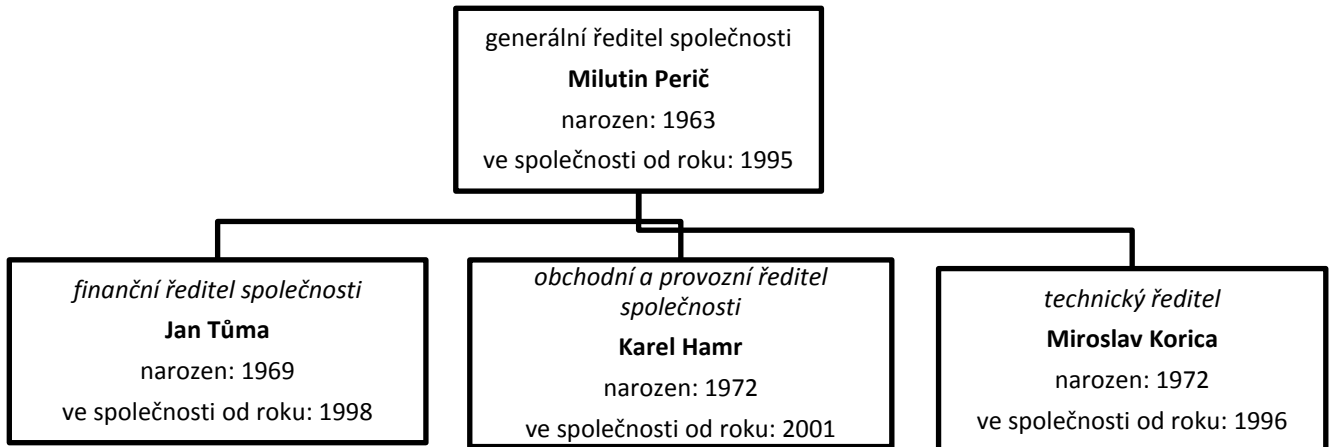 generální ředitel společnosti
Milutin Perič
narozen: 1963
ve společnosti od roku: 1995
finanční ředitel společnosti
Jan Tůma
narozen: 1969
ve společnosti od roku: 1998
obchodní a provozní ředitel
společnosti
Karel Hamr
narozen: 1972
ve společnosti od roku: 2001
technický ředitel
Miroslav Korica
narozen: 1972
ve společnosti od roku: 1996